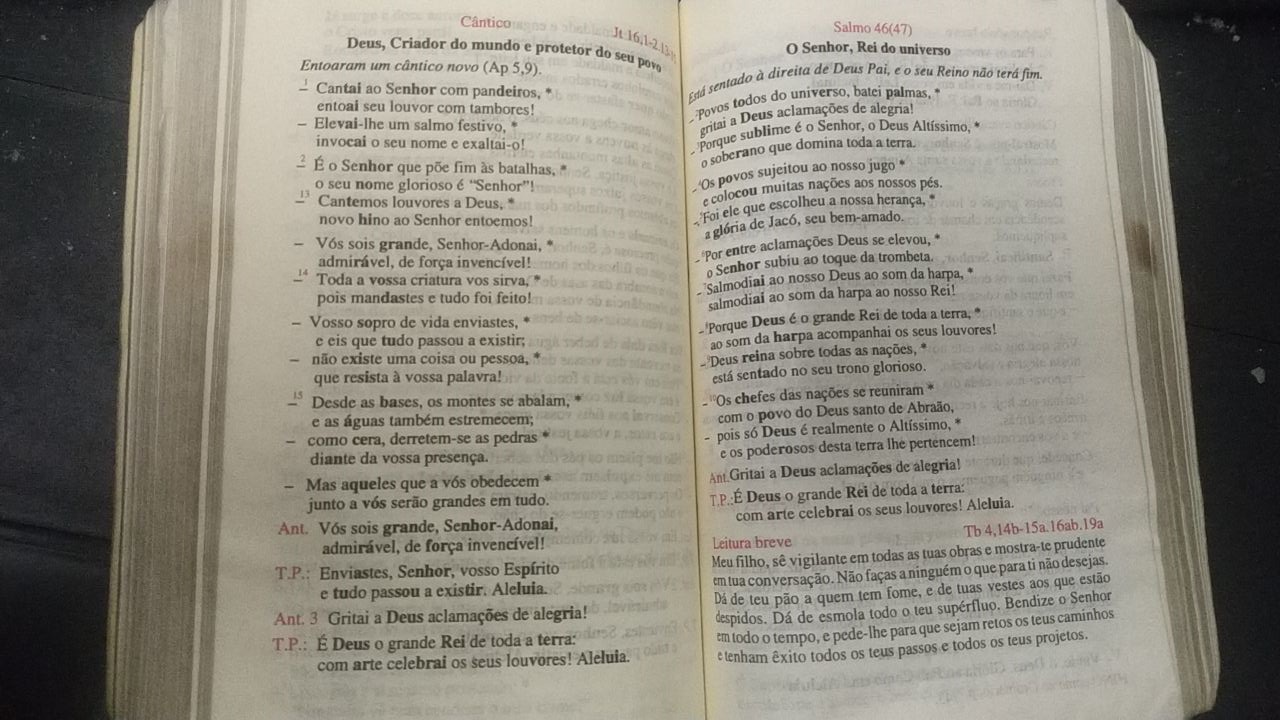 Cântico
Jt 16,1-2.13-15
Deus, Criador do mundo e protetor do seu povo
Entoaram um cântico novo (Ap 5,9).
– 1 Cantai ao Senhor com pandeiros, *
entoai seu louvor com tambores!
– Elevai-lhe um salmo festivo, *
invocai o seu nome e exaltai-o!
– 2 É o Senhor que põe fim às batalhas, *
o seu nome glorioso é “Senhor”!
– 13 Cantemos louvores a Deus, *
novo hino ao Senhor entoemos!
– Vós sois grande, Senhor-Adonai, *
admirável, de força invencível!
– 14 Toda a vossa criatura vos sirva, *
pois mandastes e tudo foi feito!
– Vosso sopro de vida enviastes, *
e eis que tudo passou a existir;
– não existe uma coisa ou pessoa, *
que resista à vossa palavra!
– 15 Desde as bases, os montes se abalam, *
e as águas também estremecem;
– como cera, derretem-se as pedras *
diante da vossa presença.
– Mas aqueles que a vós obedecem *
junto a vós serão grandes em tudo.
Ant. Vós sois grande, Senhor-Adonai,
admirável, de força invencível!
T.P.: Enviastes, Senhor, vosso Espírito
e tudo passou a existir. Aleluia.
Ant. 3 Gritai a Deus aclamações de alegria!
T.P.: É Deus o grande Rei de toda a terra:
com arte celebrai os seus louvores! Aleluia.
Salmo 46(47)
O Senhor, Rei do universo
Está sentado à direita de Deus Pai, e o seu Reino não terá fim.
– 2 Povos todos do universo, batei palmas, *
gritai a Deus aclamações de alegria!
– 3 Porque sublime é o Senhor, o Deus Altíssimo, *
o soberano que domina toda a terra.
– 4 Os povos sujeitou ao nosso jugo *
e colocou muitas nações aos nossos pés.
– 5 Foi ele que escolheu a nossa herança, *
a glória de Jacó, seu bem-amado.
– 6 Por entre aclamações Deus se elevou, *
o Senhor subiu ao toque da trombeta.
– 7 Salmodiai ao nosso Deus ao som da harpa, *
salmodiai ao som da harpa ao nosso Rei!
– 8 Porque Deus é o grande Rei de toda a terra, *
ao som da harpa acompanhai os seus louvores!
– 9 Deus reina sobre todas as nações, *
está sentado no seu trono glorioso.
– 10 Os chefes das nações se reuniram *
com o povo do Deus santo de Abraão,
– pois só Deus é realmente o Altíssimo, *
e os poderosos desta terra lhe pertencem!
Ant. Gritai a Deus aclamações de alegria!
T.P.: É Deus o grande Rei de toda a terra:
com arte celebrai os seus louvores! Aleluia.
Leitura breve
Tb 4,14b-15a.16ab.19a
Meu filho, sê vigilante em todas as tuas obras e mostra-te prudente
em tua conversação. Não faças a ninguém o que para ti não desejas.
Dá de teu pão a quem tem fome, e de tuas vestes aos que estão
despidos. Dá de esmola todo o teu supérfluo. Bendize o Senhor
em todo o tempo, e pede-lhe para que sejam retos os teus caminhos
e tenham êxito todos os teus passos e todos os teus projetos.